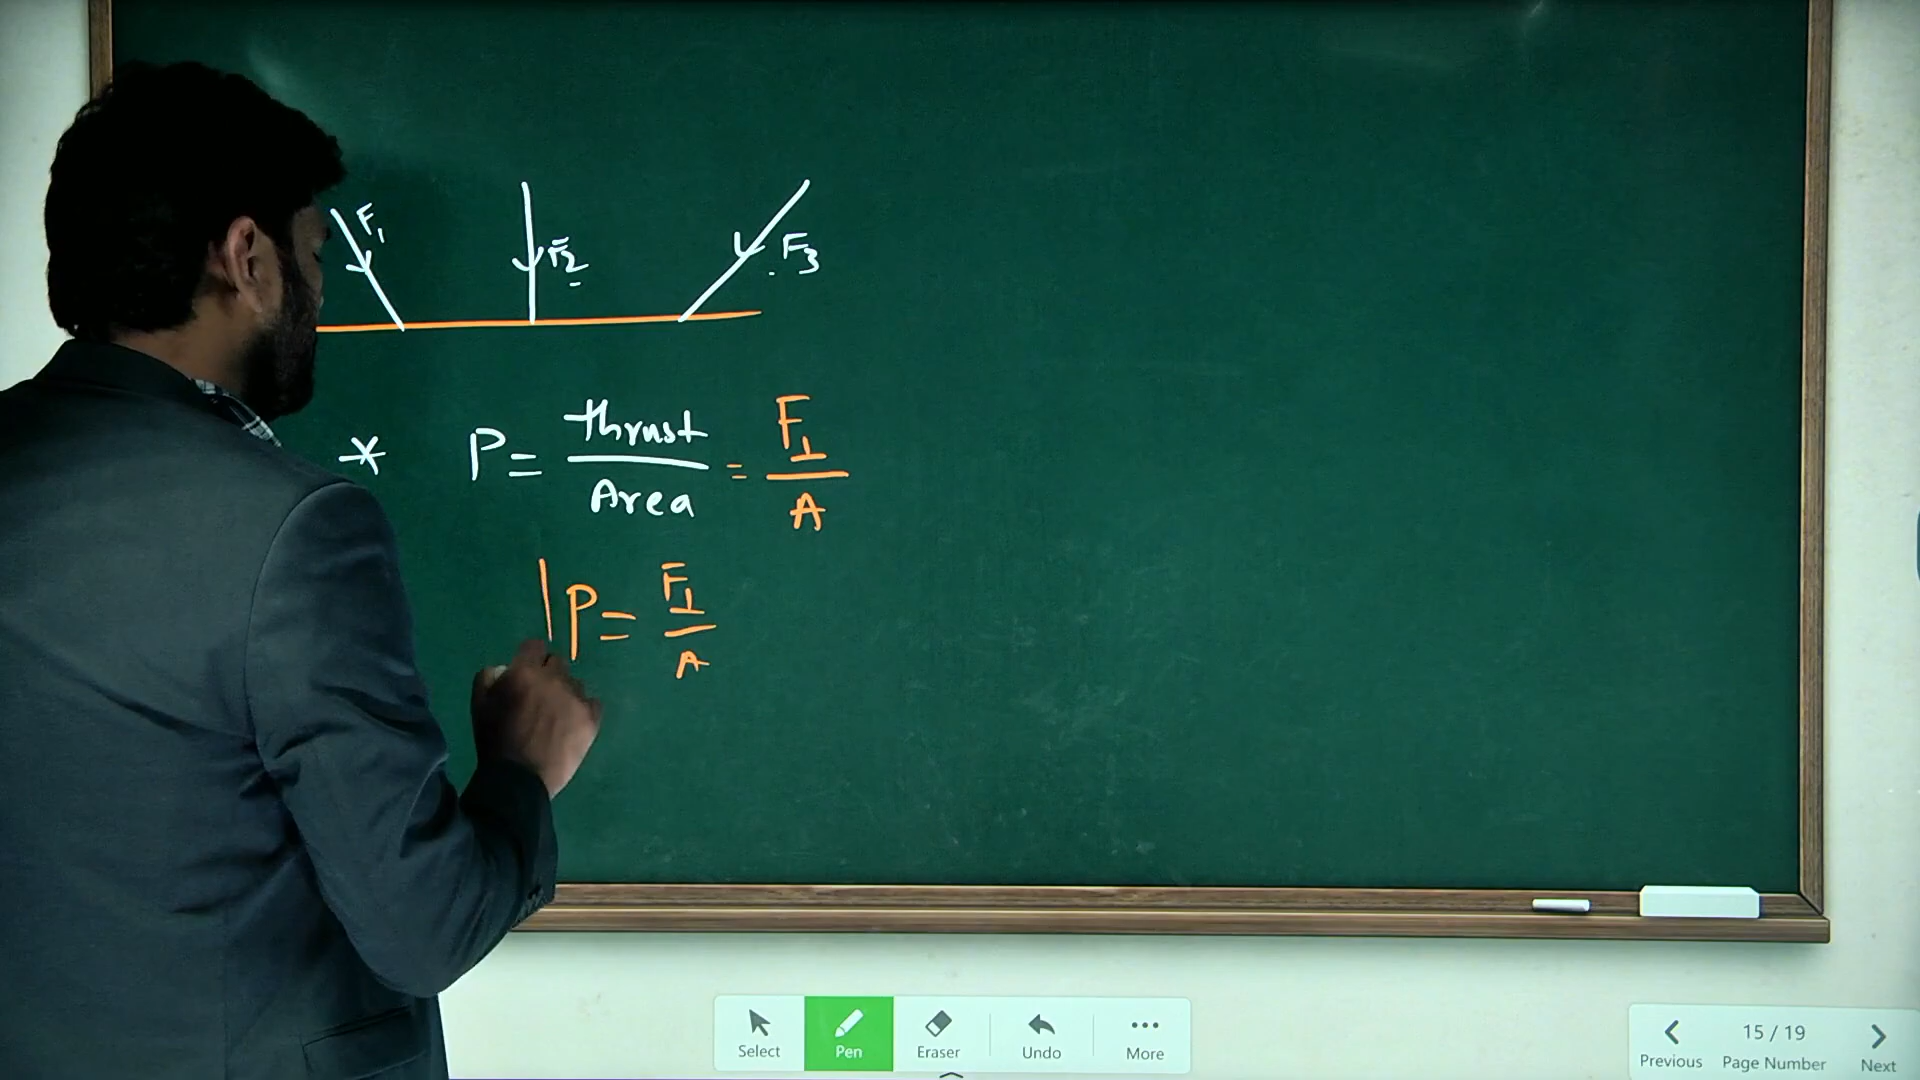 F₁ F₂ F₃
* P = thrust / Area = F⊥ / A
P = F⊥ / A
Select Pen Eraser Undo More
15 / 19
Previous Page Number Next